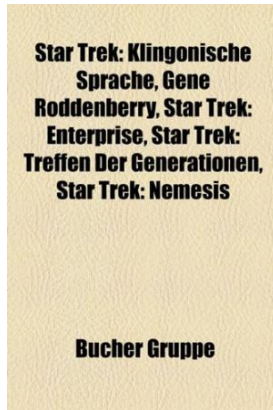 Star Trek: Klingonische
Sprache, Gene
Roddenberry, Star Trek:
Enterprise, Star Trek:
Treffen Der Generationen,
Star Trek: Nemesis
Bucher Gruppe